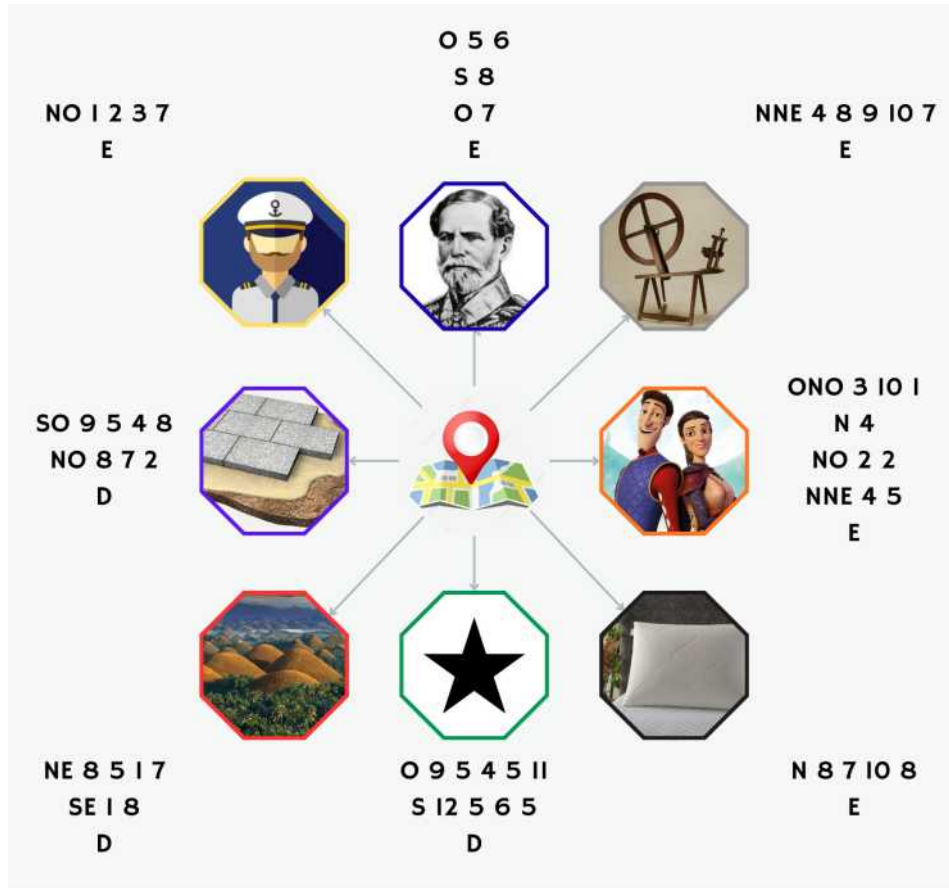 O 5 6
S 8
O 7
E
NO 1 2 3 7
E
NNE 4 8 9 10 7
E
SO 9 5 4 8
NO 8 7 2
D
ONO 3 10 1
N 4
NO 2 2
NNE 4 5
E
NE 8 5 1 7
SE 1 8
D
O 9 5 4 5 11
S 12 5 6 5
D
N 8 7 10 8
E